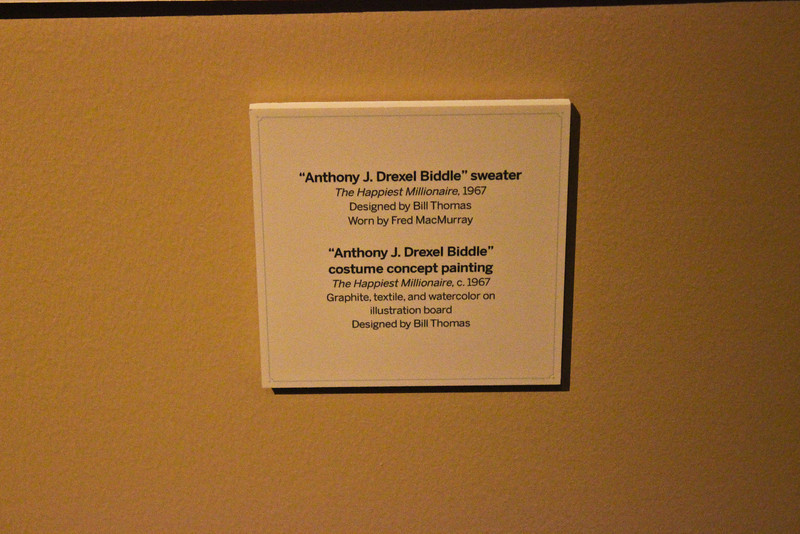 “Anthony J. Drexel Biddle” sweater
The Happiest Millionaire, 1967
Designed by Bill Thomas
Worn by Fred MacMurray
“Anthony J. Drexel Biddle”
costume concept painting
The Happiest Millionaire, c. 1967
Graphite, textile, and watercolor on
illustration board
Designed by Bill Thomas